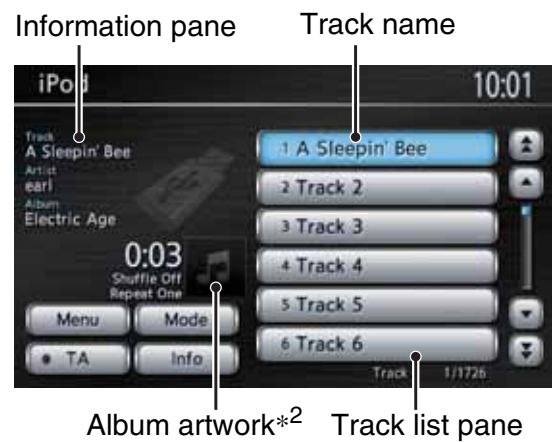 Information pane
Track name
iPod
10:01
Track
A Sleepin' Bee
Artist
earl
Album
Electric Age
0:03
Shuffle Off
Repeat One
Menu
Mode
TA
Info
1 A Sleepin' Bee
2 Track 2
3 Track 3
4 Track 4
5 Track 5
6 Track 6
Track 1/1726
Album artwork*2
Track list pane